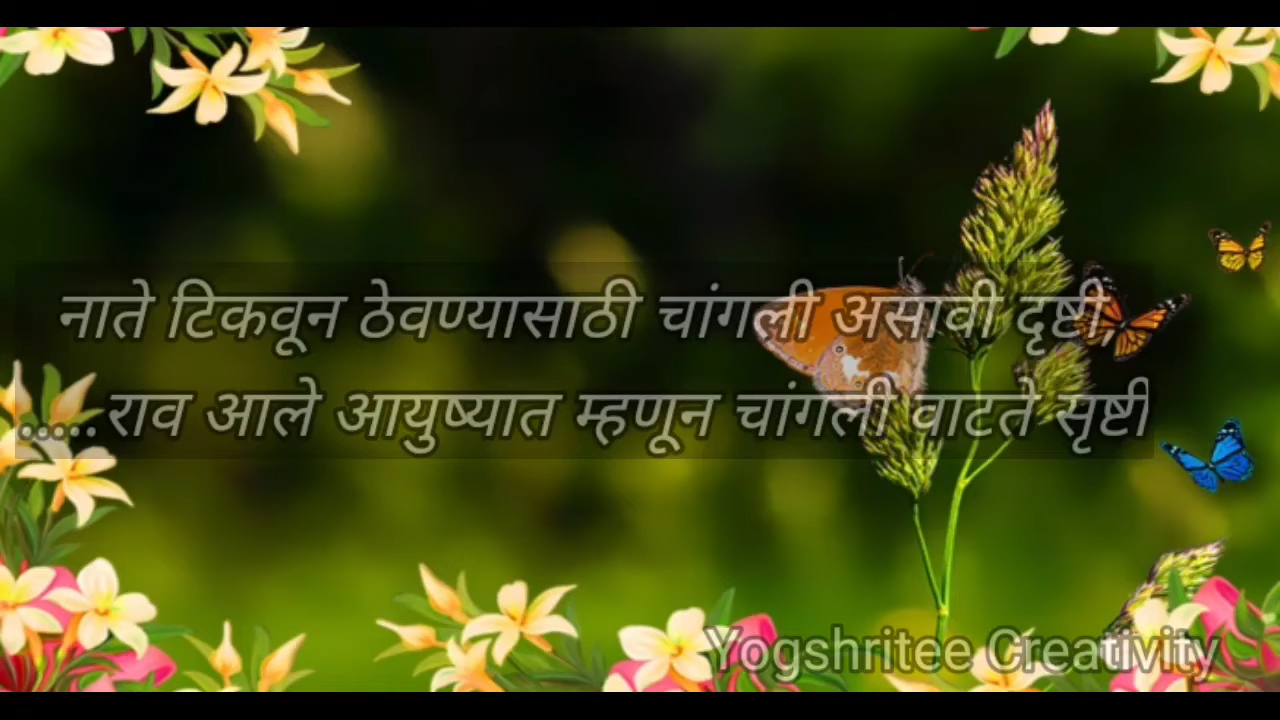 नाते टिकवून ठेवण्यासाठी चांगली असावी दृष्टी
.....राव आले आयुष्यात म्हणून चांगली वाटते सृष्टी
Yogshritee Creativity